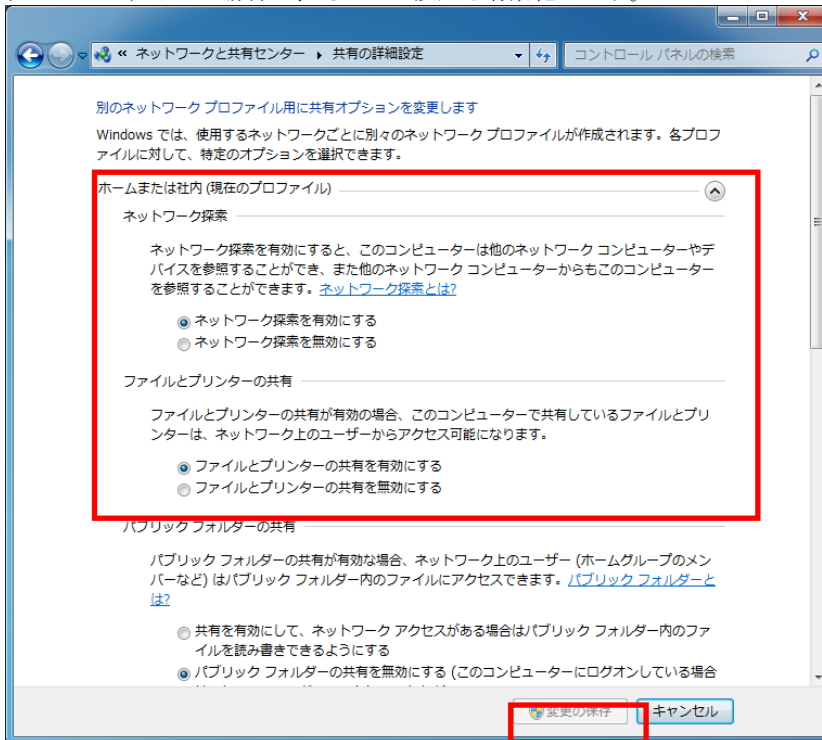 « ネットワークと共有センター ▸ 共有の詳細設定
コントロール パネルの検索
別のネットワーク プロファイル用に共有オプションを変更します
Windows では、使用するネットワークごとに別々のネットワーク プロファイルが作成されます。各プロフ
ァイルに対して、特定のオプションを選択できます。
ホームまたは社内 (現在のプロファイル)
ネットワーク探索
ネットワーク探索を有効にすると、このコンピューターは他のネットワーク コンピューターやデ
バイスを参照することができ、また他のネットワーク コンピューターからもこのコンピューター
を参照することができます。ネットワーク探索とは?
ネットワーク探索を有効にする
ネットワーク探索を無効にする
ファイルとプリンターの共有
ファイルとプリンターの共有が有効の場合、このコンピューターで共有しているファイルとプリ
ンターは、ネットワーク上のユーザーからアクセス可能になります。
ファイルとプリンターの共有を有効にする
ファイルとプリンターの共有を無効にする
パブリック フォルダーの共有
パブリック フォルダーの共有が有効な場合、ネットワーク上のユーザー (ホームグループのメン
バーなど) はパブリック フォルダー内のファイルにアクセスできます。パブリック フォルダーと
は?
共有を有効にして、ネットワーク アクセスがある場合はパブリック フォルダー内のファ
イルを読み書きできるようにする
パブリック フォルダーの共有を無効にする (このコンピューターにログオンしている場合
変更の保存
キャンセル